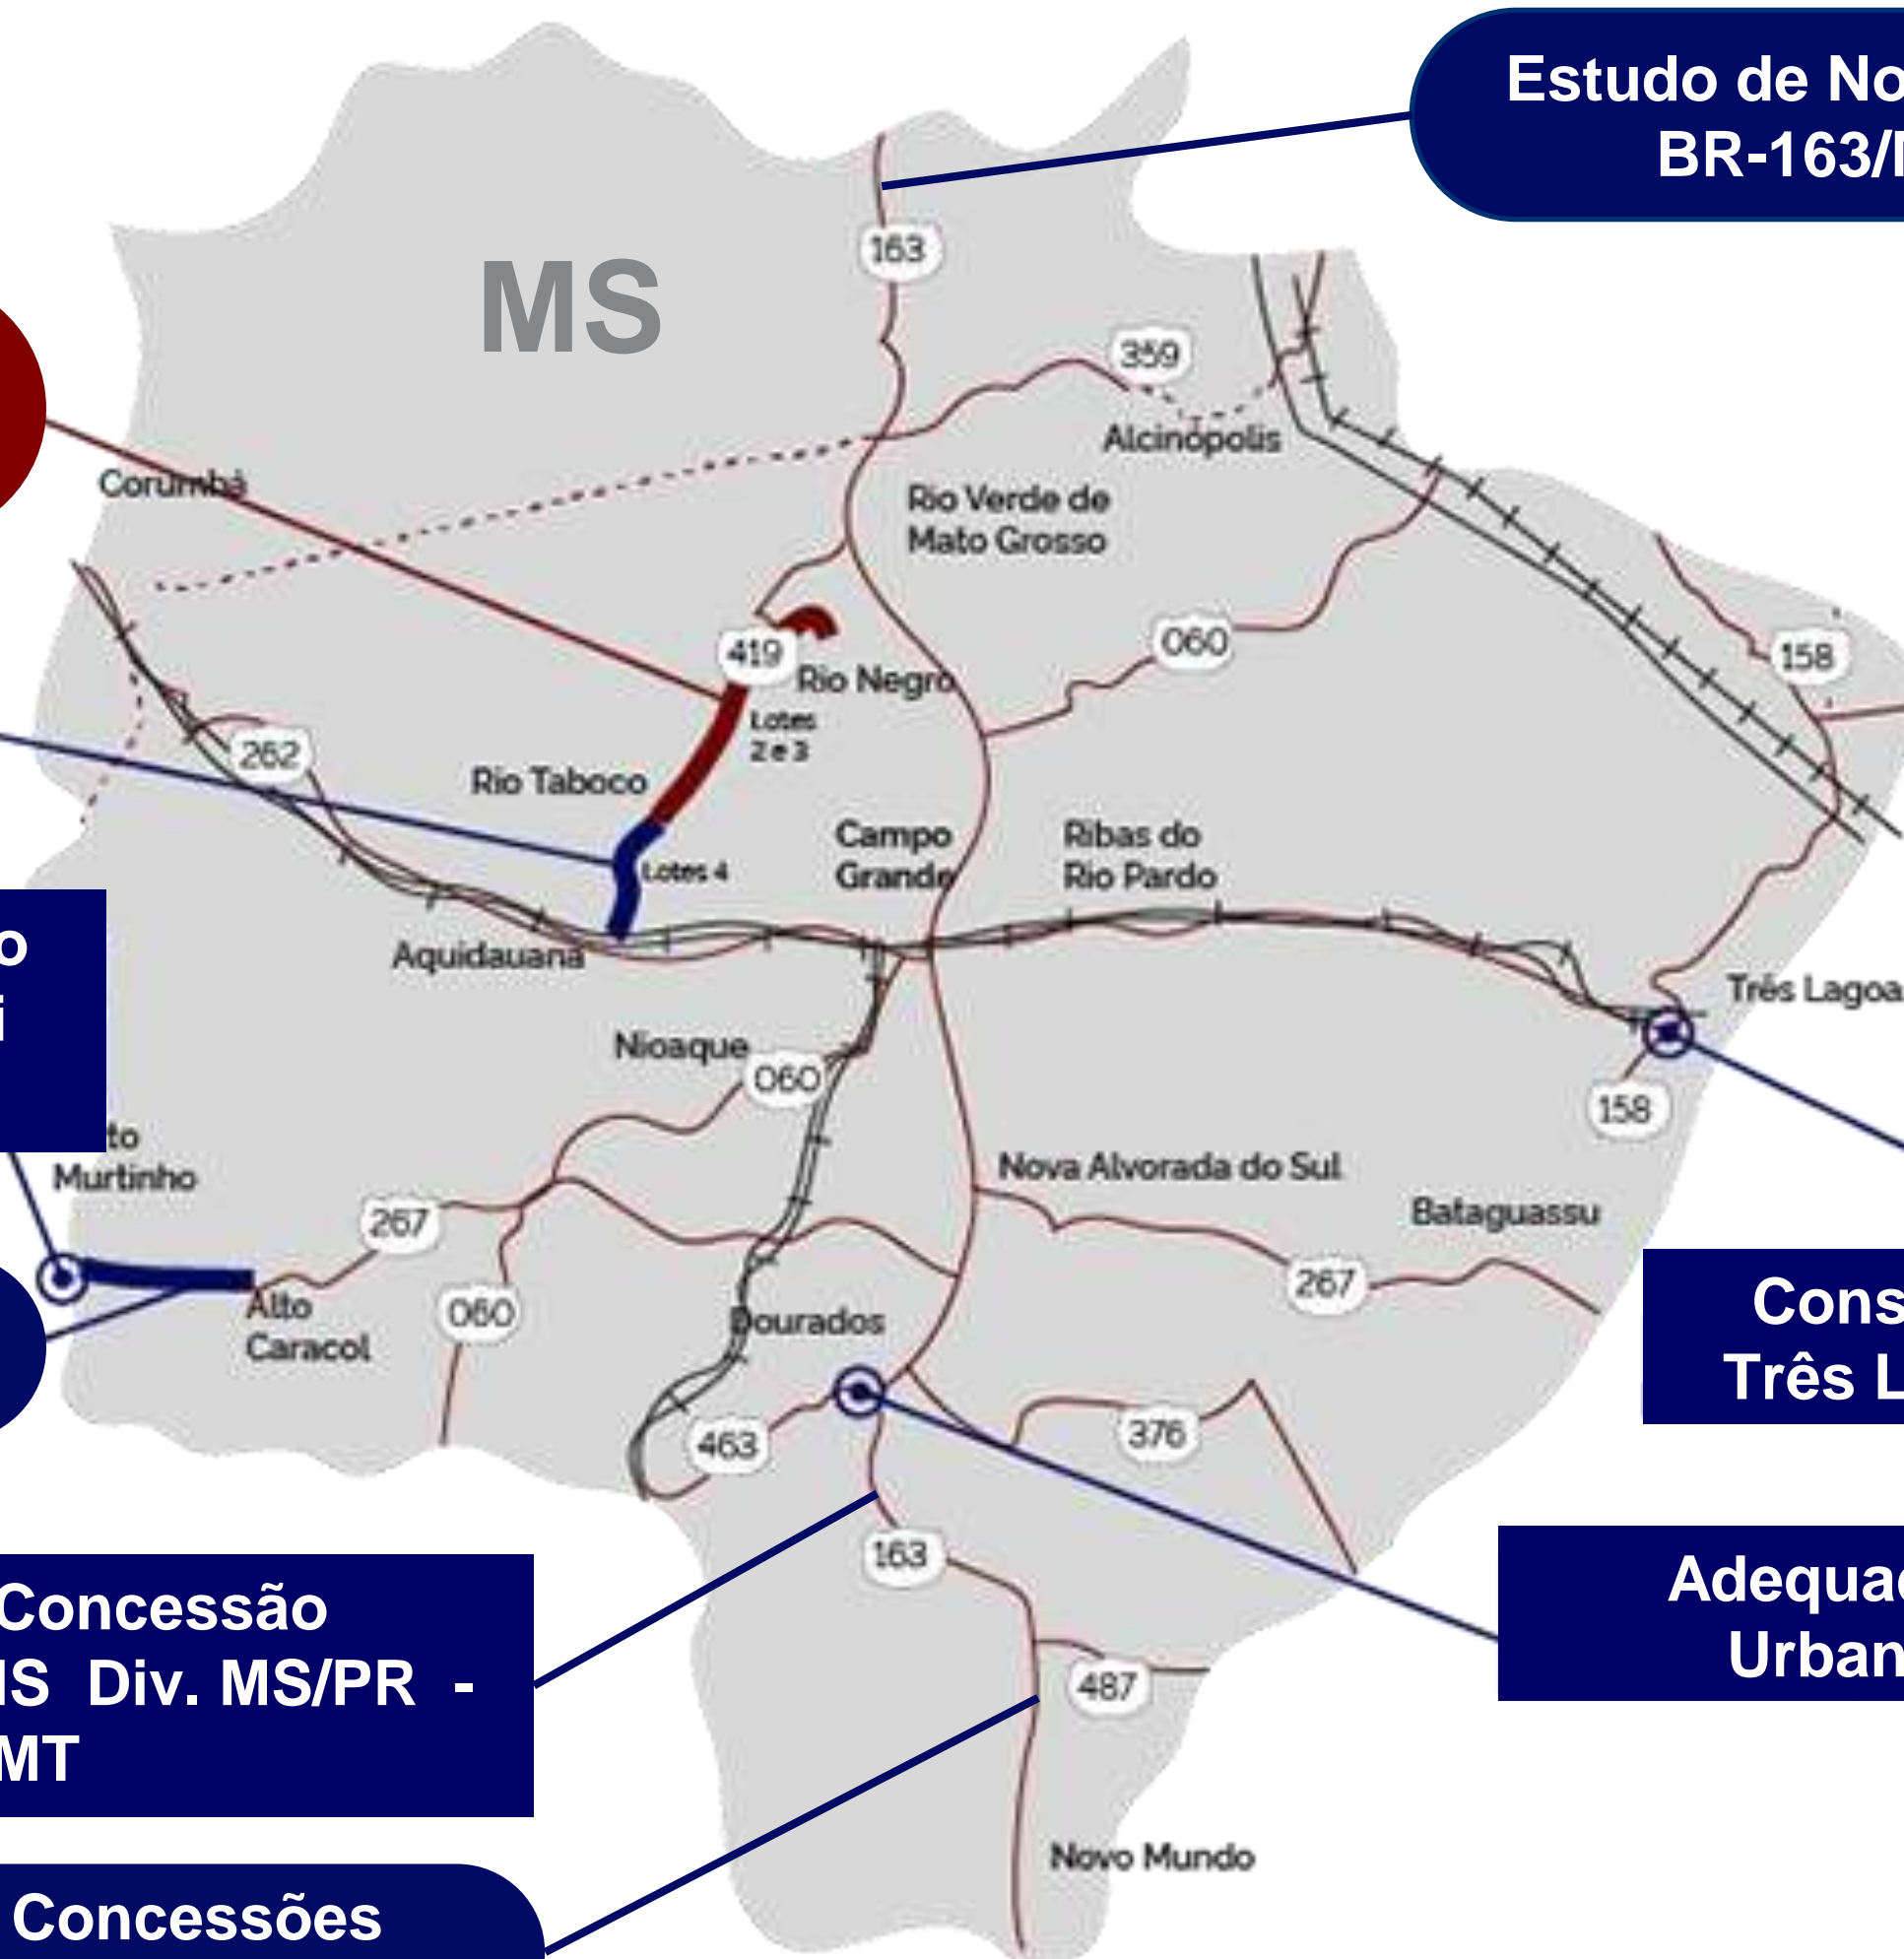 Estudo de No
BR-163/
163
MS
359
Alcinópolis
Corumbá
Rio Verde de
Mato Grosso
419
060
158
Rio Negro
Lotes
2 e 3
262
Rio Taboco
Campo
Grande
Ribas do
Rio Pardo
Lotes 4
o
i
Aquidauana
Três Lagoa
Nioaque
060
158
to
Murtinho
Nova Alvorada do Sul
Bataguassu
267
267
Alto
Caracol
060
Dourados
Cons
Três L
463
376
163
Concessão
MS Div. MS/PR -
MT
Adequa
Urban
487
Novo Mundo
Concessões